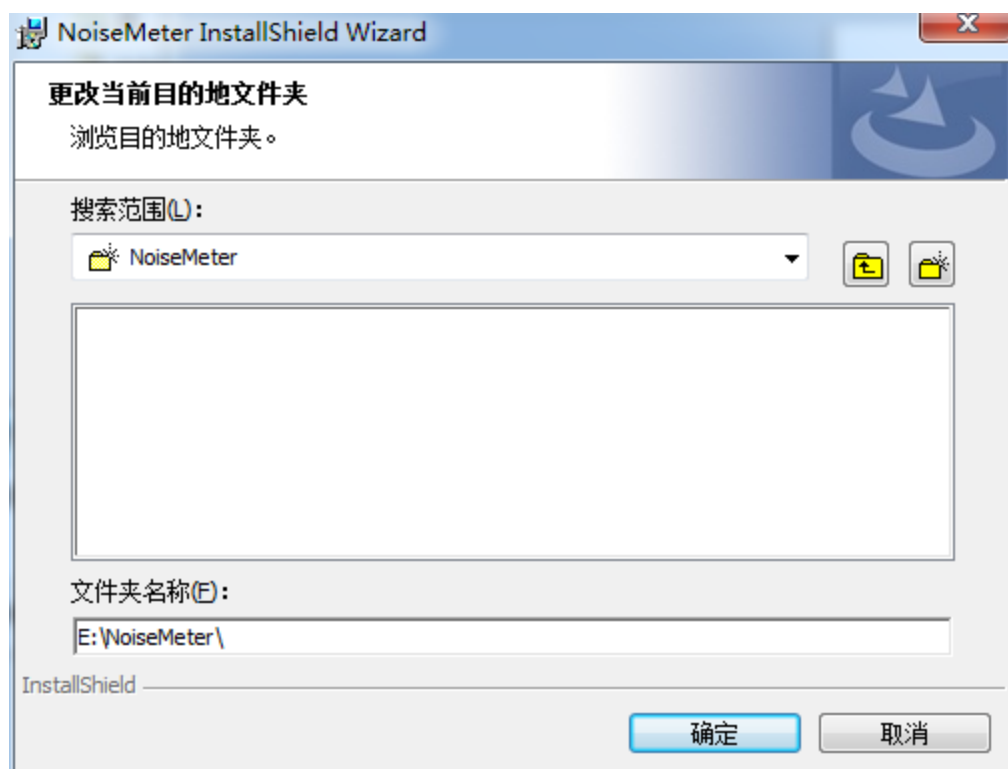 NoiseMeter InstallShield Wizard
更改当前目的地文件夹
浏览目的地文件夹。
搜索范围(L):
NoiseMeter
文件夹名称(F):
E:\NoiseMeter\
InstallShield
确定 取消